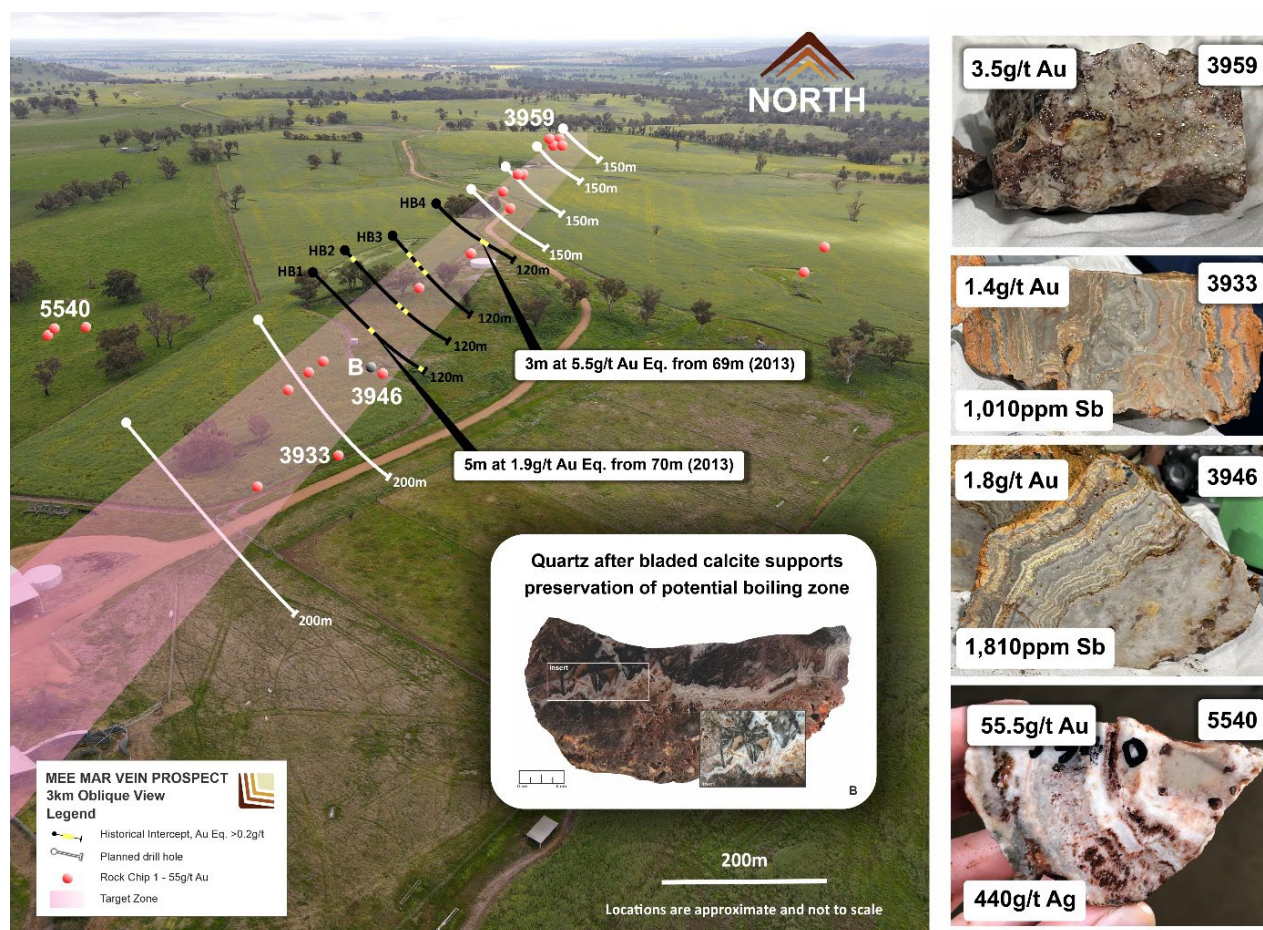 NORTH
3959
150m
150m
150m
150m
HB4
HB3
HB2
HB1
120m
120m
120m
120m
5540
B
3946
3933
3m at 5.5g/t Au Eq. from 69m (2013)
5m at 1.9g/t Au Eq. from 70m (2013)
200m
200m
Quartz after bladed calcite supports
preservation of potential boiling zone
Insert
Insert
B
MEE MAR VEIN PROSPECT
3km Oblique View
Legend
Historical Intercept, Au Eq. >0.2g/t
Planned drill hole
Rock Chip 1 - 55g/t Au
Target Zone
200m
Locations are approximate and not to scale
3.5g/t Au
3959
1.4g/t Au
3933
1,010ppm Sb
1.8g/t Au
3946
1,810ppm Sb
55.5g/t Au
5540
440g/t Ag